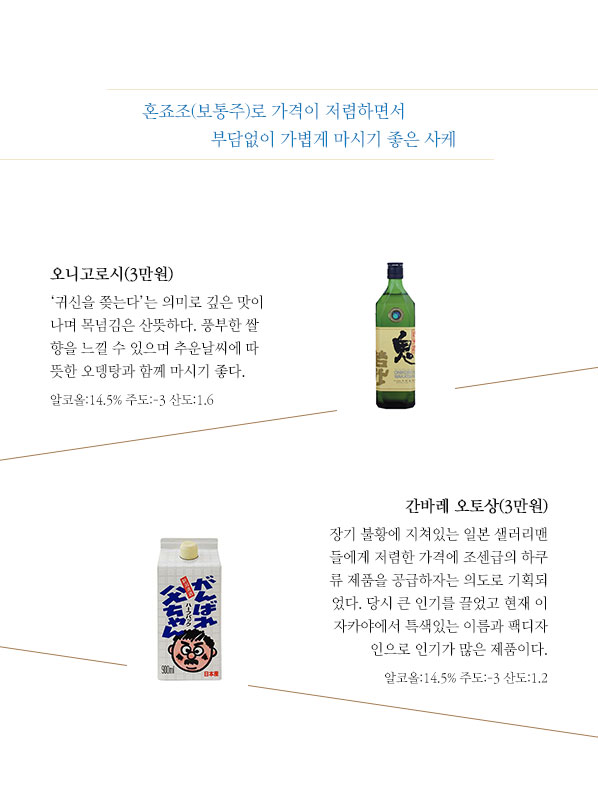 혼죠조(보통주)로 가격이 저렴하면서
부담없이 가볍게 마시기 좋은 사케
오니고로시(3만원)
‘귀신을 쫓는다’는 의미로 깊은 맛이
나며 목넘김은 산뜻하다. 풍부한 쌀
향을 느낄 수 있으며 추운날씨에 따
뜻한 오뎅탕과 함께 마시기 좋다.
알코올:14.5% 주도:-3 산도:1.6
鬼
간바레 오토상(3만원)
장기 불황에 지쳐있는 일본 샐러리맨
들에게 저렴한 가격에 조센급의 하쿠
류 제품을 공급하자는 의도로 기획되
었다. 당시 큰 인기를 끌었고 현재 이
자카야에서 특색있는 이름과 팩디자
인으로 인기가 많은 제품이다.
알코올:14.5% 주도:-3 산도:1.2
がんばれ
父ちゃん
ハーフパック
900ml
日本産